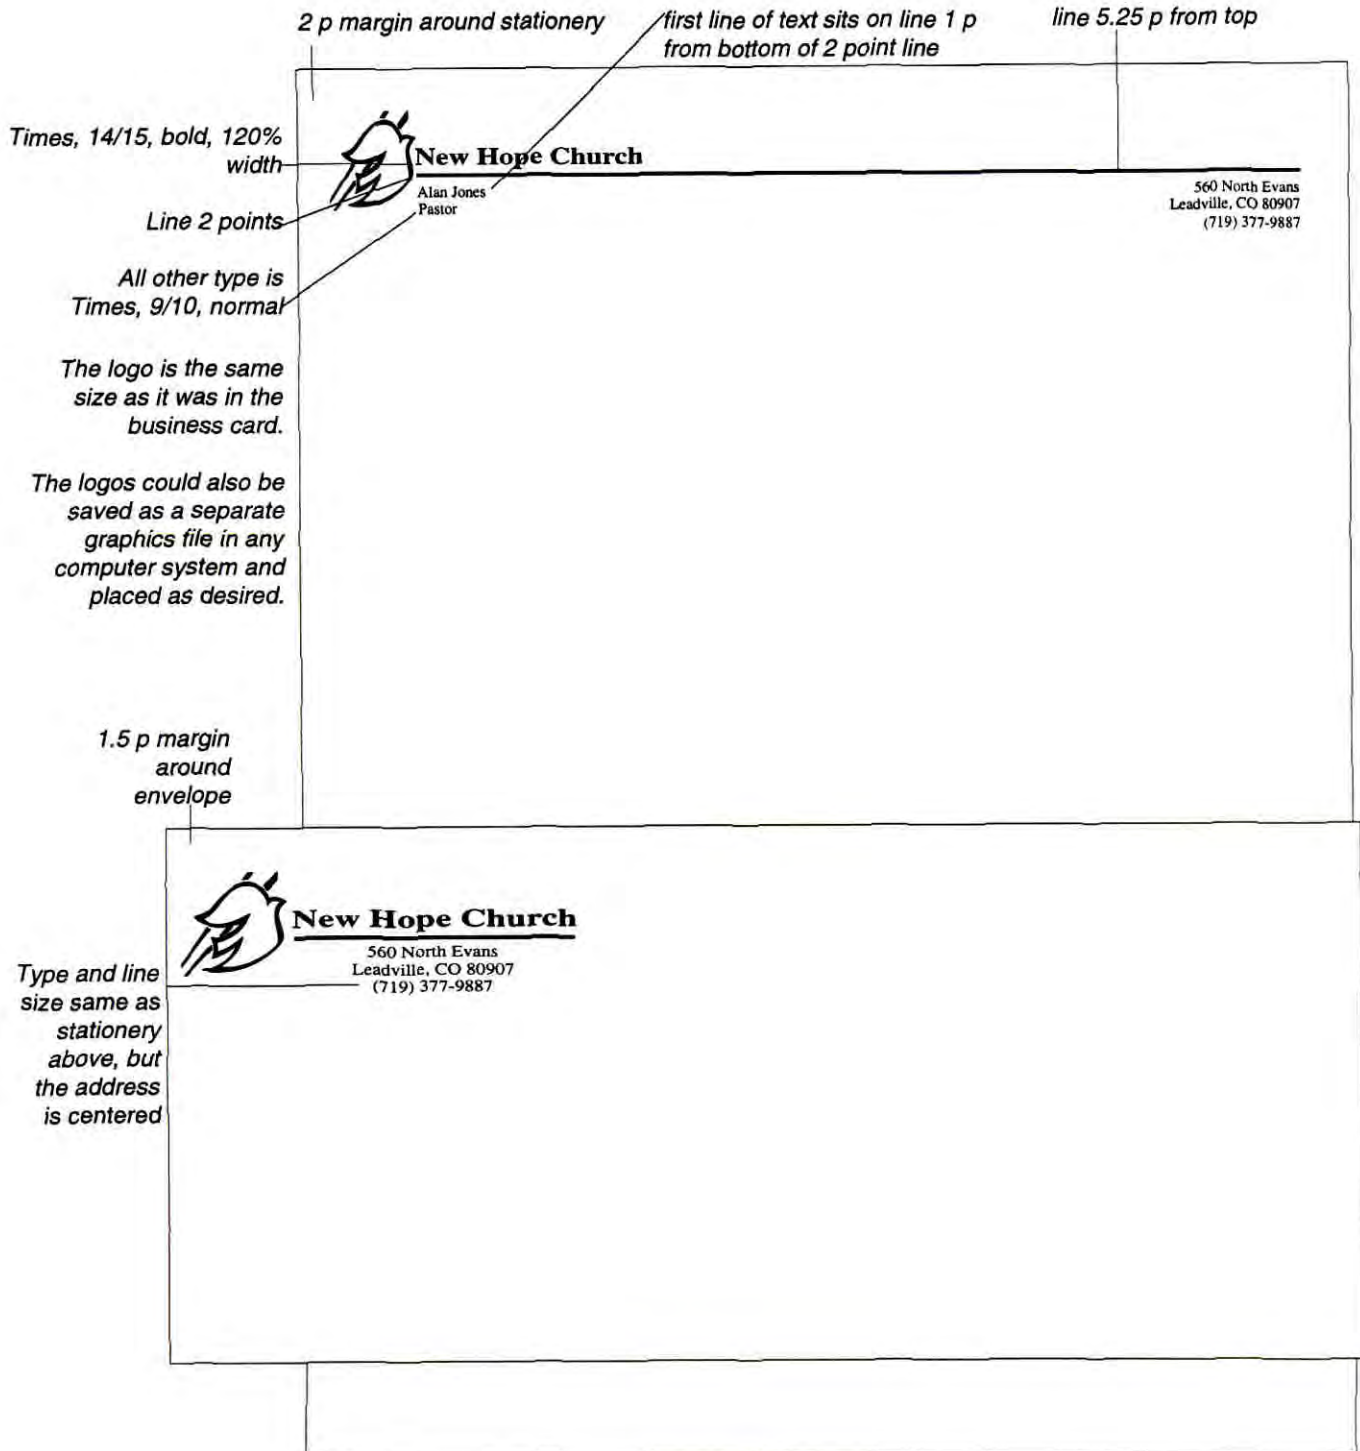 2 p margin around stationery
first line of text sits on line 1 p
from bottom of 2 point line
line 5.25 p from top
Times, 14/15, bold, 120%
width
New Hope Church
Line 2 points
Alan Jones
Pastor
560 North Evans
Leadville, CO 80907
(719) 377-9887
All other type is
Times, 9/10, normal
The logo is the same
size as it was in the
business card.
The logos could also be
saved as a separate
graphics file in any
computer system and
placed as desired.
1.5 p margin
around
envelope
New Hope Church
560 North Evans
Leadville, CO 80907
(719) 377-9887
Type and line
size same as
stationery
above, but
the address
is centered